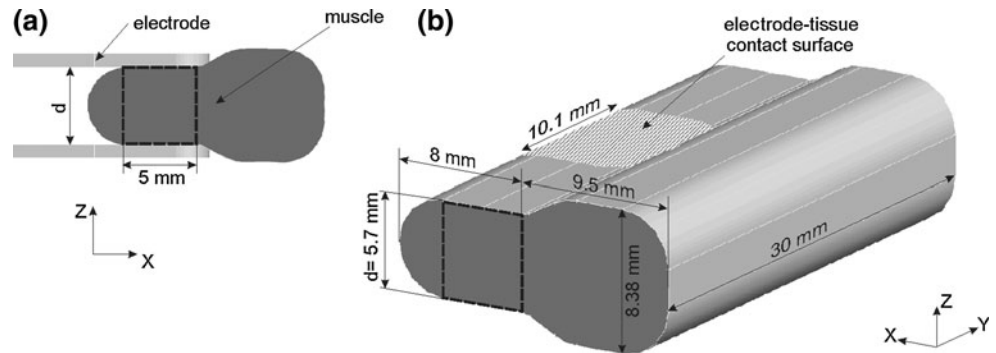 (a)
electrode
muscle
d
5 mm
Z
X
(b)
electrode-tissue
contact surface
10.1 mm
8 mm
9.5 mm
d= 5.7 mm
8.38 mm
30 mm
Z
X
Y